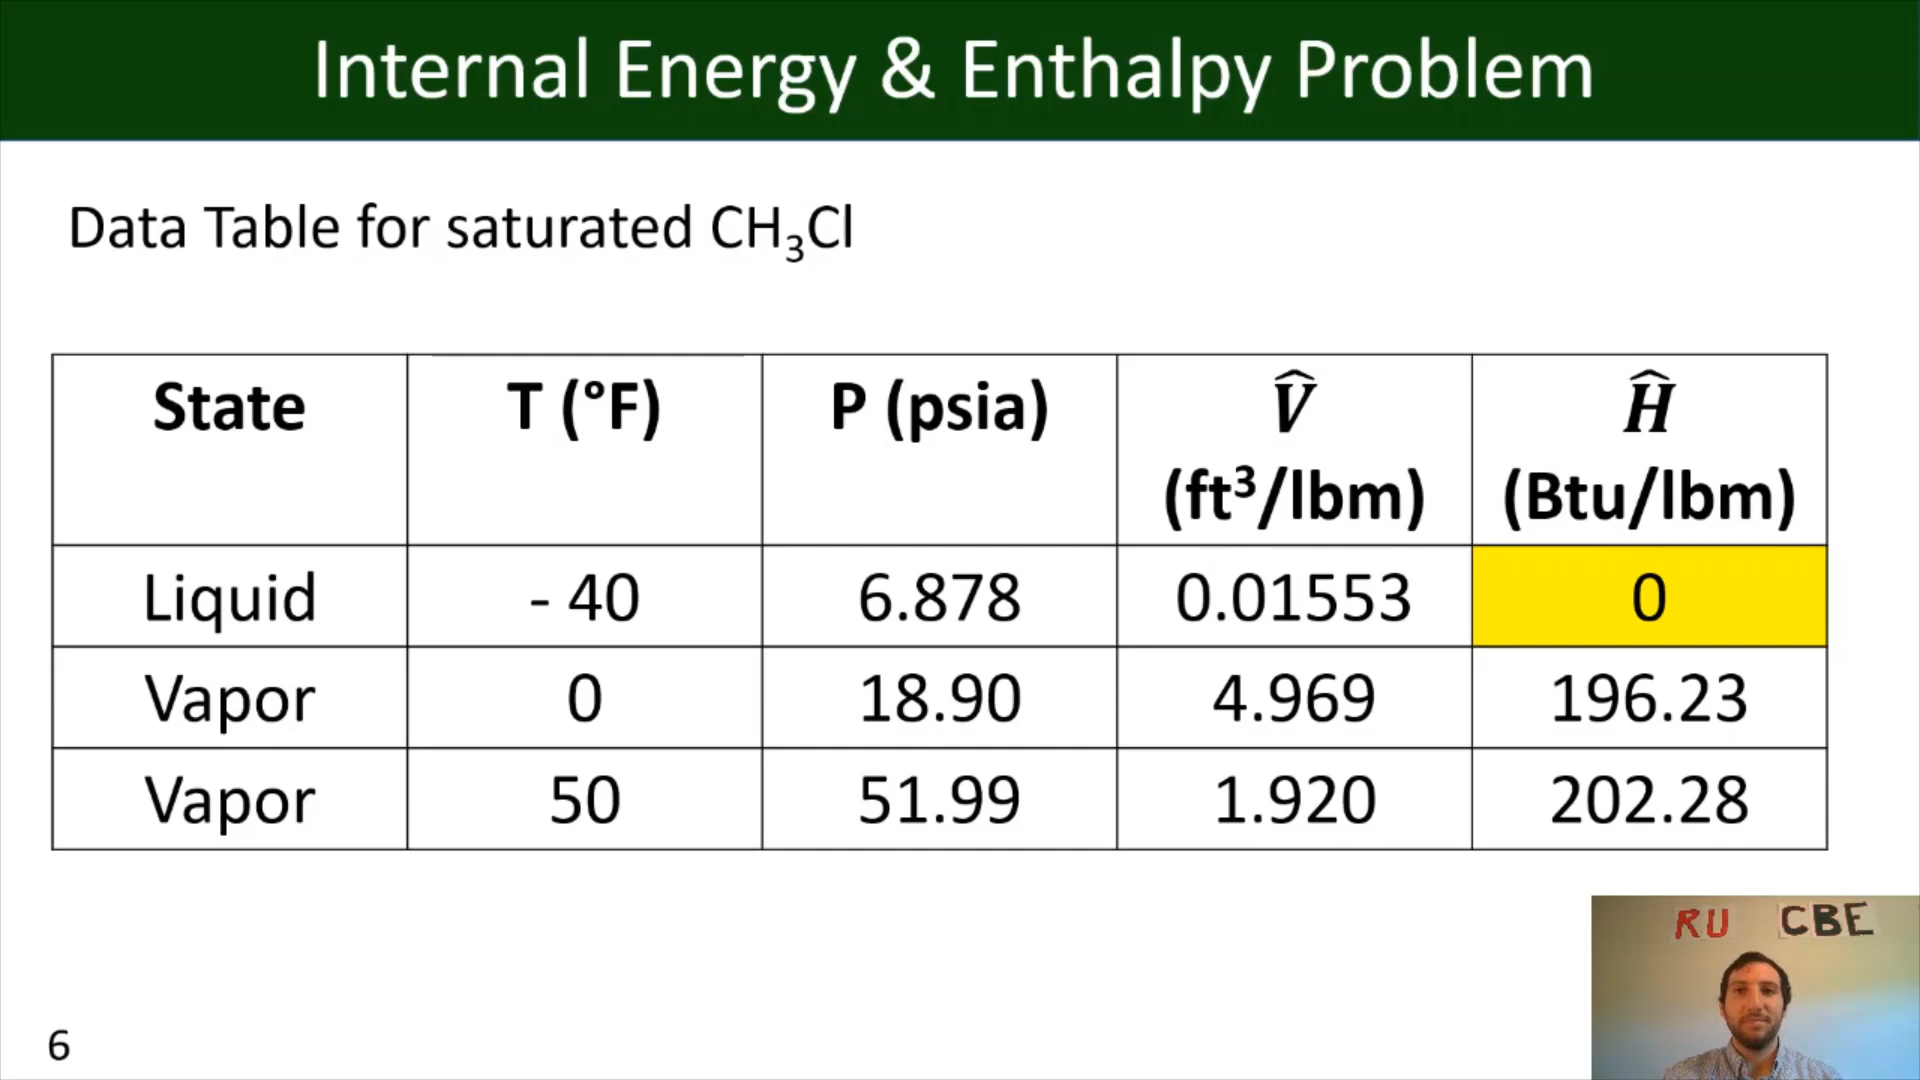 Internal Energy & Enthalpy Problem
Data Table for saturated CH₃Cl
State T (°F) P (psia) V̂ (ft³/lbm) Ĥ (Btu/lbm)
Liquid - 40 6.878 0.01553 0
Vapor 0 18.90 4.969 196.23
Vapor 50 51.99 1.920 202.28
RU CBE
6